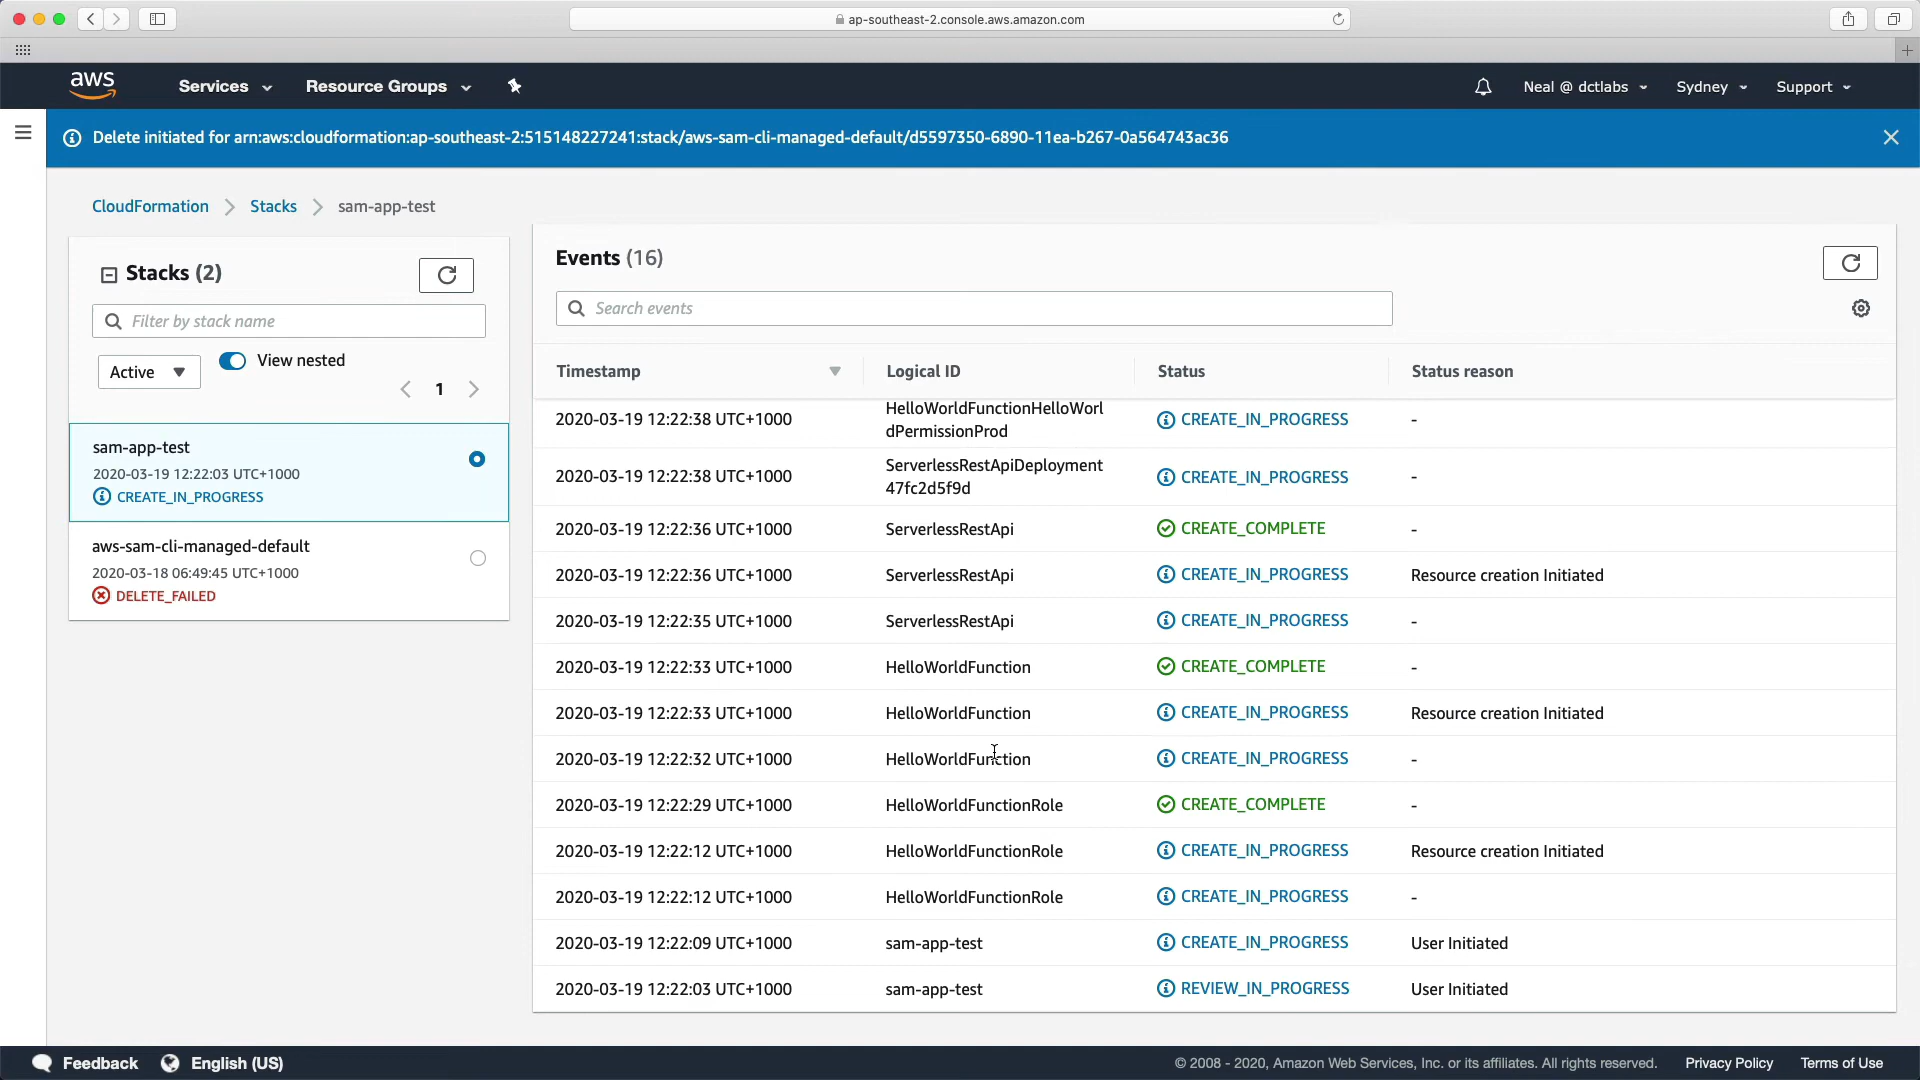 ap-southeast-2.console.aws.amazon.com
aws
Services
Resource Groups
Neal @ dctlabs
Sydney
Support
Delete initiated for arn:aws:cloudformation:ap-southeast-2:515148227241:stack/aws-sam-cli-managed-default/d5597350-6890-11ea-b267-0a564743ac36
CloudFormation
Stacks
sam-app-test
Stacks (2)
Filter by stack name
Active
View nested
1
sam-app-test
2020-03-19 12:22:03 UTC+1000
CREATE_IN_PROGRESS
aws-sam-cli-managed-default
2020-03-18 06:49:45 UTC+1000
DELETE_FAILED
Events (16)
Search events
Timestamp Logical ID Status Status reason
2020-03-19 12:22:38 UTC+1000 HelloWorldFunctionHelloWorl
dPermissionProd CREATE_IN_PROGRESS -
2020-03-19 12:22:38 UTC+1000 ServerlessRestApiDeployment
47fc2d5f9d CREATE_IN_PROGRESS -
2020-03-19 12:22:36 UTC+1000 ServerlessRestApi CREATE_COMPLETE -
2020-03-19 12:22:36 UTC+1000 ServerlessRestApi CREATE_IN_PROGRESS Resource creation Initiated
2020-03-19 12:22:35 UTC+1000 ServerlessRestApi CREATE_IN_PROGRESS -
2020-03-19 12:22:33 UTC+1000 HelloWorldFunction CREATE_COMPLETE -
2020-03-19 12:22:33 UTC+1000 HelloWorldFunction CREATE_IN_PROGRESS Resource creation Initiated
2020-03-19 12:22:32 UTC+1000 HelloWorldFunction CREATE_IN_PROGRESS -
2020-03-19 12:22:29 UTC+1000 HelloWorldFunctionRole CREATE_COMPLETE -
2020-03-19 12:22:12 UTC+1000 HelloWorldFunctionRole CREATE_IN_PROGRESS Resource creation Initiated
2020-03-19 12:22:12 UTC+1000 HelloWorldFunctionRole CREATE_IN_PROGRESS -
2020-03-19 12:22:09 UTC+1000 sam-app-test CREATE_IN_PROGRESS User Initiated
2020-03-19 12:22:03 UTC+1000 sam-app-test REVIEW_IN_PROGRESS User Initiated
Feedback
English (US)
© 2008 - 2020, Amazon Web Services, Inc. or its affiliates. All rights reserved.
Privacy Policy
Terms of Use